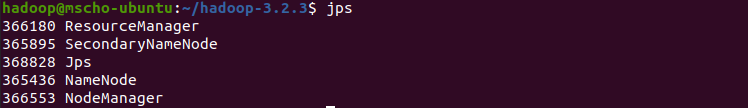 hadoop@mscho-ubuntu:~/hadoop-3.2.3$ jps
366180 ResourceManager
365895 SecondaryNameNode
368828 Jps
365436 NameNode
366553 NodeManager